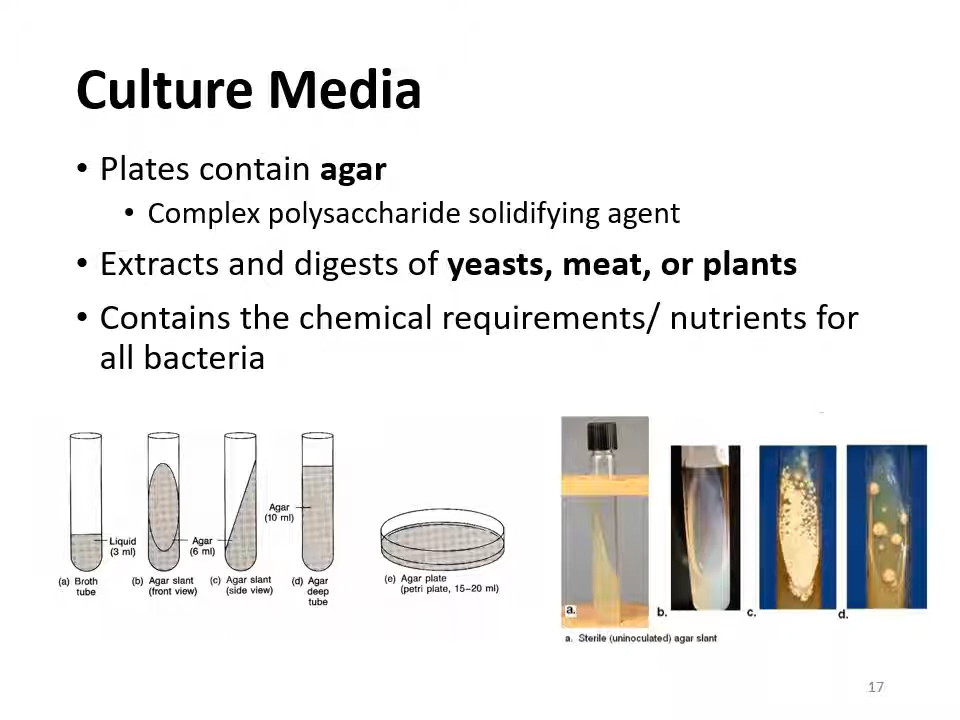 Culture Media
• Plates contain agar
• Complex polysaccharide solidifying agent
• Extracts and digests of yeasts, meat, or plants
• Contains the chemical requirements/ nutrients for
all bacteria
Liquid
(3 ml)
Agar
(6 ml)
Agar
(10 ml)
(a) Broth
tube
(b) Agar slant
(front view)
(c) Agar slant
(side view)
(d) Agar
deep
tube
(e) Agar plate
(petri plate, 15–20 ml)
a.
b.
c.
d.
a. Sterile (uninoculated) agar slant
17